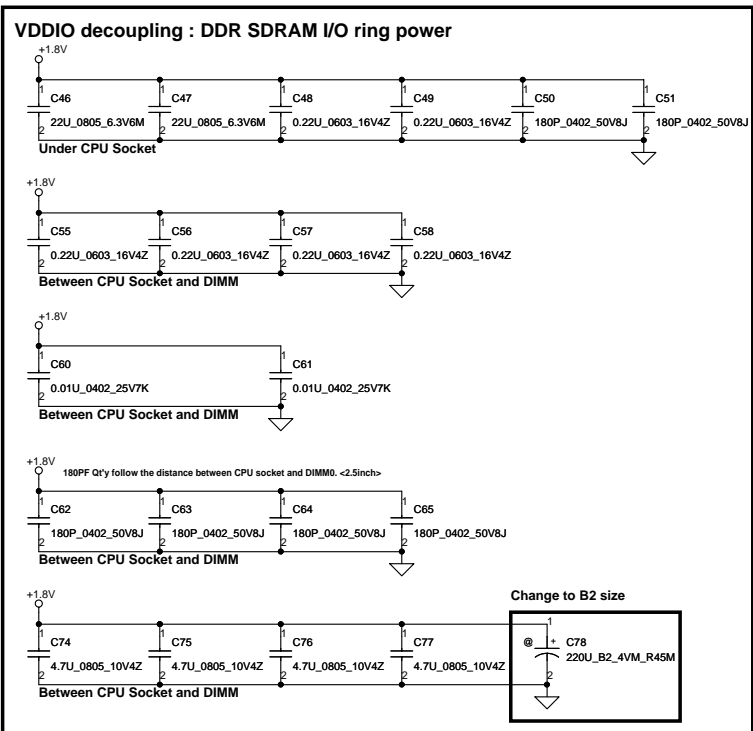 VDDIO decoupling : DDR SDRAM I/O ring power
+1.8V
1 1 1 1 1 1
C46 C47 C48 C49 C50 C51
22U_0805_6.3V6M 22U_0805_6.3V6M 0.22U_0603_16V4Z 0.22U_0603_16V4Z 180P_0402_50V8J 180P_0402_50V8J
2 2 2 2 2 2
Under CPU Socket
+1.8V
1 1 1 1
C55 C56 C57 C58
0.22U_0603_16V4Z 0.22U_0603_16V4Z 0.22U_0603_16V4Z 0.22U_0603_16V4Z
2 2 2 2
Between CPU Socket and DIMM
+1.8V
1 1
C60 C61
0.01U_0402_25V7K 0.01U_0402_25V7K
2 2
Between CPU Socket and DIMM
+1.8V
180PF Qt'y follow the distance between CPU socket and DIMM0. <2.5inch>
1 1 1 1
C62 C63 C64 C65
180P_0402_50V8J 180P_0402_50V8J 180P_0402_50V8J 180P_0402_50V8J
2 2 2 2
Between CPU Socket and DIMM
+1.8V
Change to B2 size
1 1 1 1 1
C74 C75 C76 C77 @ + C78
4.7U_0805_10V4Z 4.7U_0805_10V4Z 4.7U_0805_10V4Z 4.7U_0805_10V4Z 220U_B2_4VM_R45M
2 2 2 2 2
Between CPU Socket and DIMM